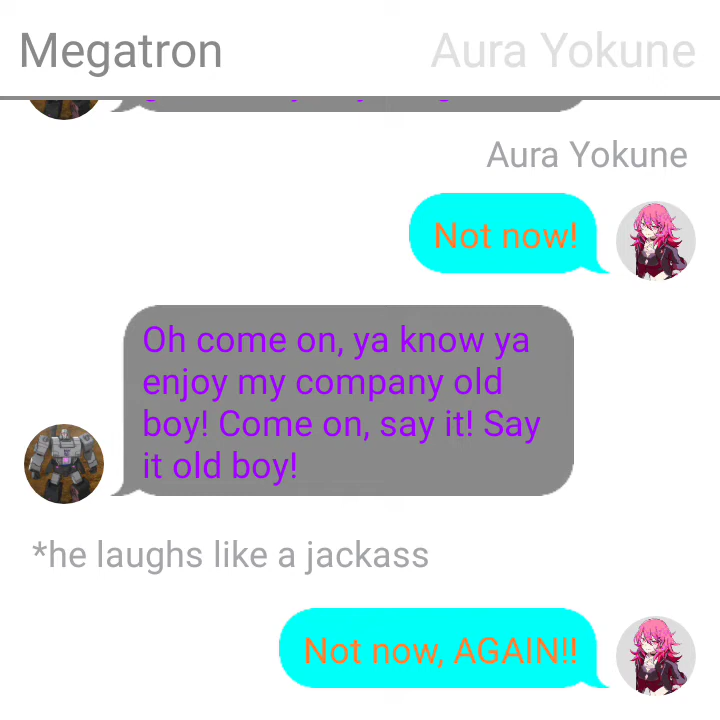 Megatron
Aura Yokune
Aura Yokune
Not now!
Oh come on, ya know ya
enjoy my company old
boy! Come on, say it! Say
it old boy!
*he laughs like a jackass
Not now, AGAIN!!